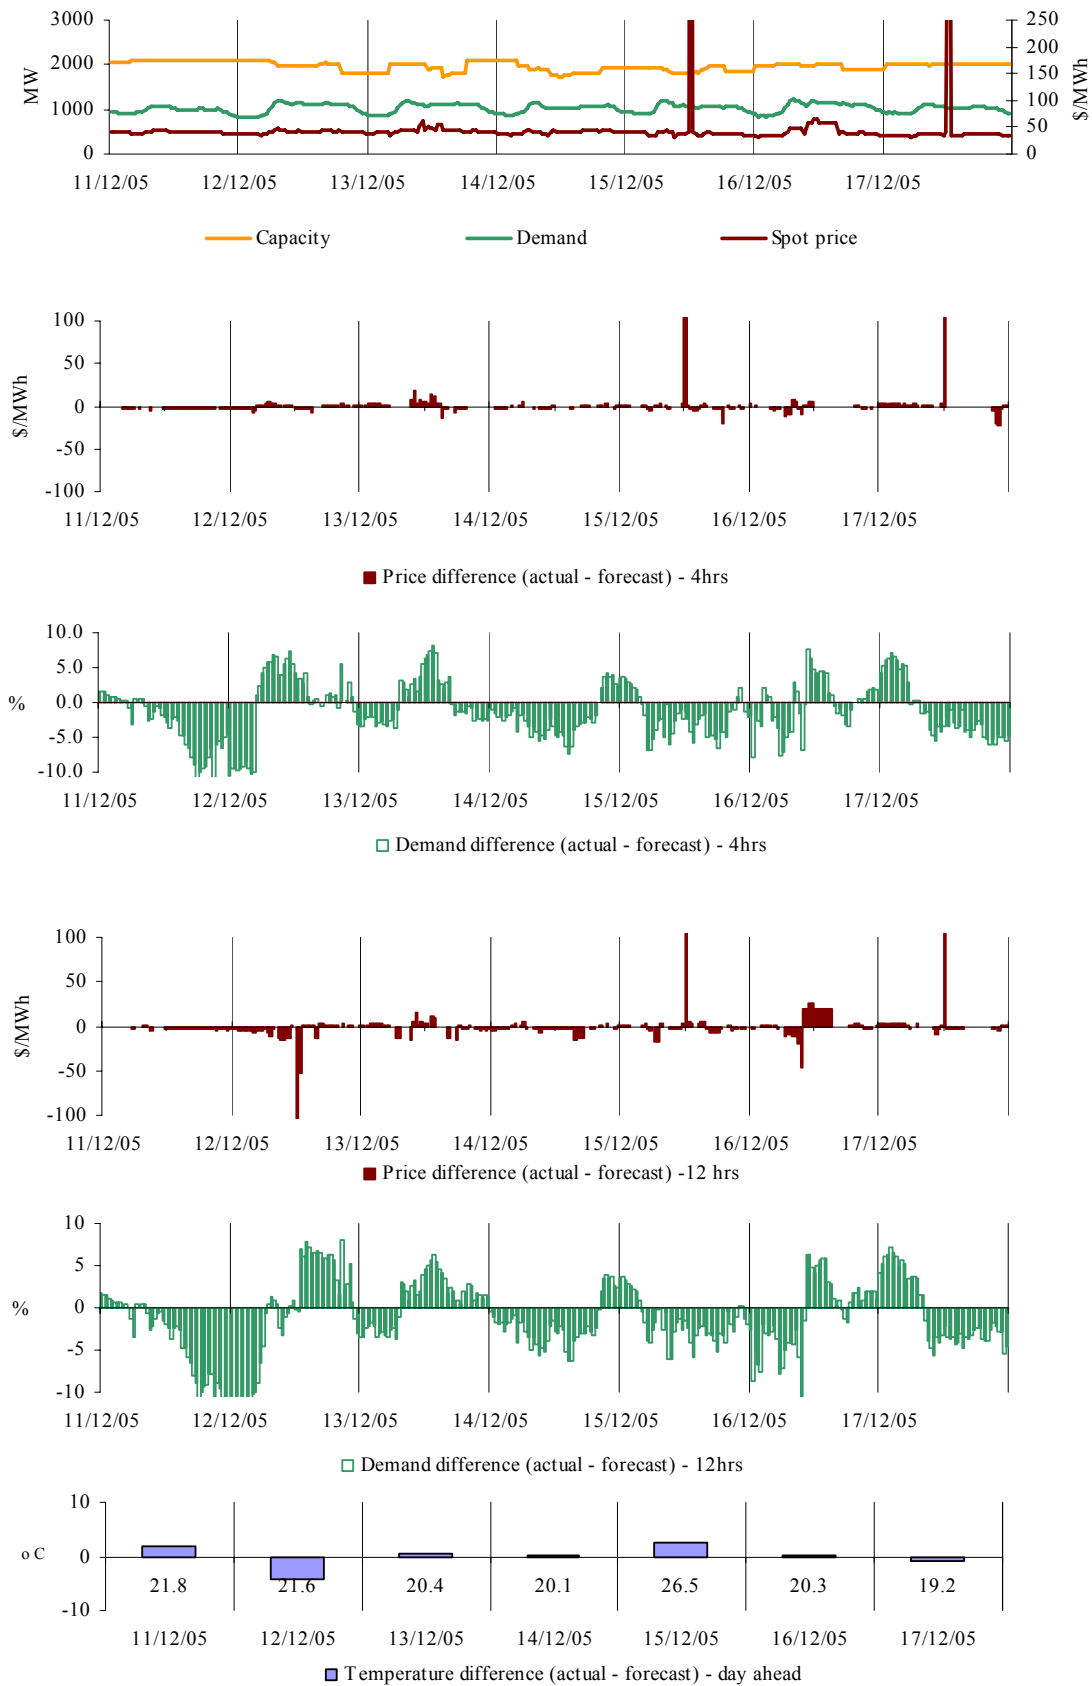 3000
2000
1000
0
MW
250
200
150
100
50
0
$/MWh
11/12/05 12/12/05 13/12/05 14/12/05 15/12/05 16/12/05 17/12/05
Capacity Demand Spot price
100
50
0
-50
-100
$/MWh
11/12/05 12/12/05 13/12/05 14/12/05 15/12/05 16/12/05 17/12/05
Price difference (actual - forecast) - 4hrs
10.0
5.0
0.0
-5.0
-10.0
%
11/12/05 12/12/05 13/12/05 14/12/05 15/12/05 16/12/05 17/12/05
Demand difference (actual - forecast) - 4hrs
100
50
0
-50
-100
$/MWh
11/12/05 12/12/05 13/12/05 14/12/05 15/12/05 16/12/05 17/12/05
Price difference (actual - forecast) -12 hrs
10
5
0
-5
-10
%
11/12/05 12/12/05 13/12/05 14/12/05 15/12/05 16/12/05 17/12/05
Demand difference (actual - forecast) - 12hrs
10
0
-10
o C
21.8 21.6 20.4 20.1 26.5 20.3 19.2
11/12/05 12/12/05 13/12/05 14/12/05 15/12/05 16/12/05 17/12/05
Temperature difference (actual - forecast) - day ahead